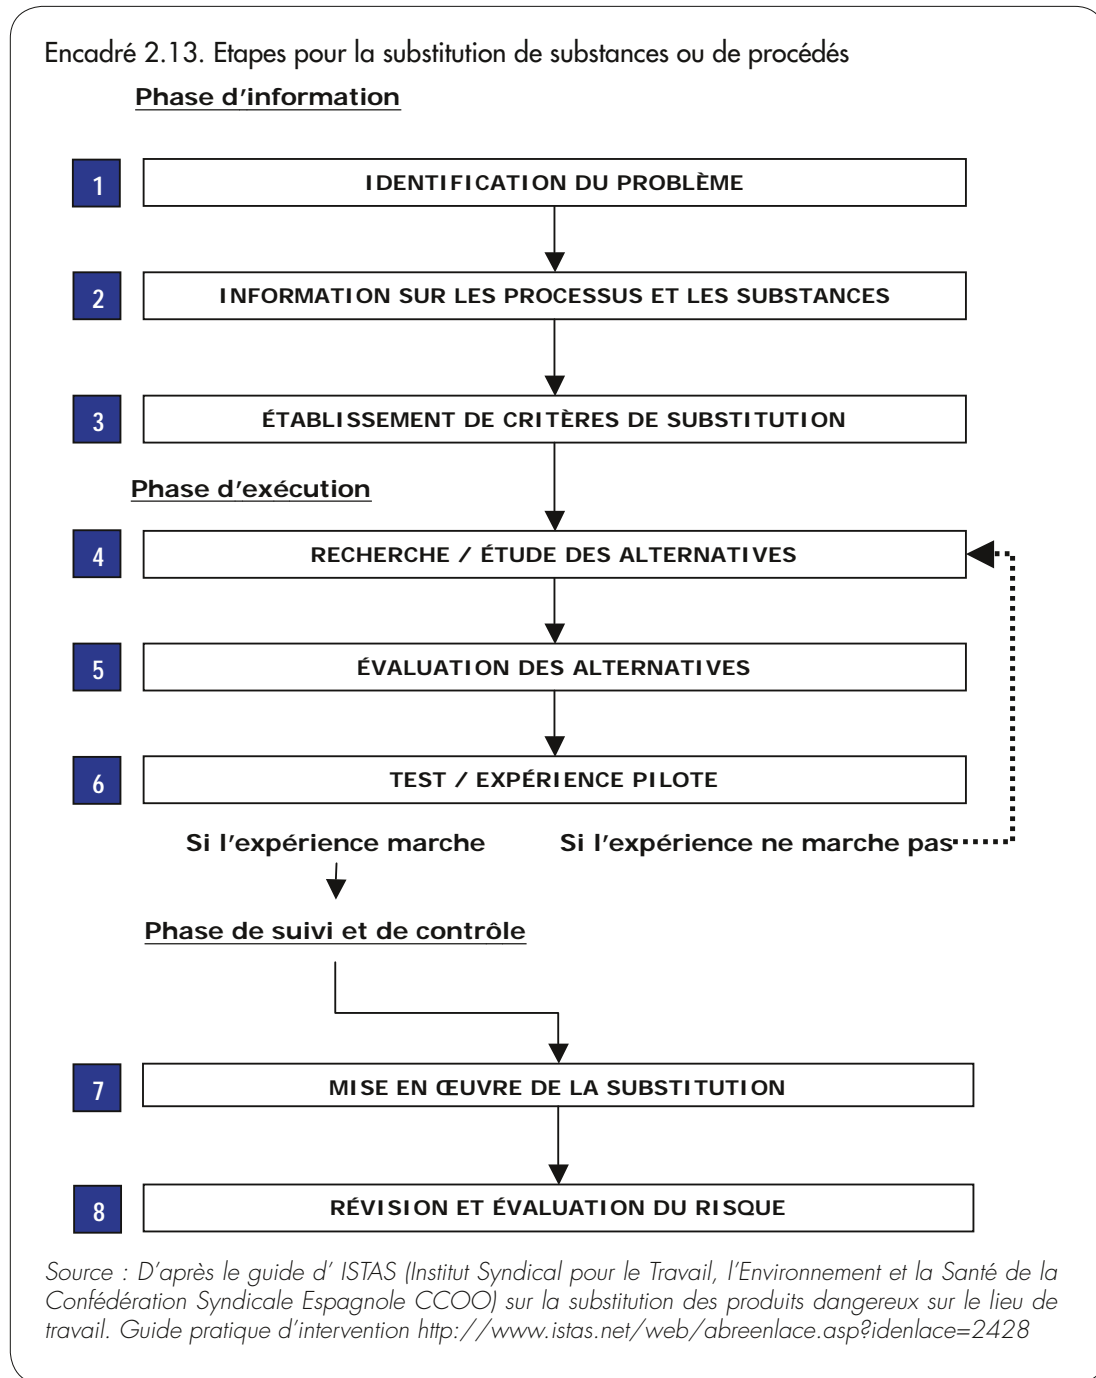 Encadré 2.13. Etapes pour la substitution de substances ou de procédés
Phase d'information
1 IDENTIFICATION DU PROBLÈME
2 INFORMATION SUR LES PROCESSUS ET LES SUBSTANCES
3 ÉTABLISSEMENT DE CRITÈRES DE SUBSTITUTION
Phase d'exécution
4 RECHERCHE / ÉTUDE DES ALTERNATIVES
5 ÉVALUATION DES ALTERNATIVES
6 TEST / EXPÉRIENCE PILOTE
Si l'expérience marche Si l'expérience ne marche pas
Phase de suivi et de contrôle
7 MISE EN ŒUVRE DE LA SUBSTITUTION
8 RÉVISION ET ÉVALUATION DU RISQUE
Source : D'après le guide d' ISTAS (Institut Syndical pour le Travail, l'Environnement et la Santé de la
Confédération Syndicale Espagnole CCOO) sur la substitution des produits dangereux sur le lieu de
travail. Guide pratique d'intervention http://www.istas.net/web/abreenlace.asp?idenlace=2428